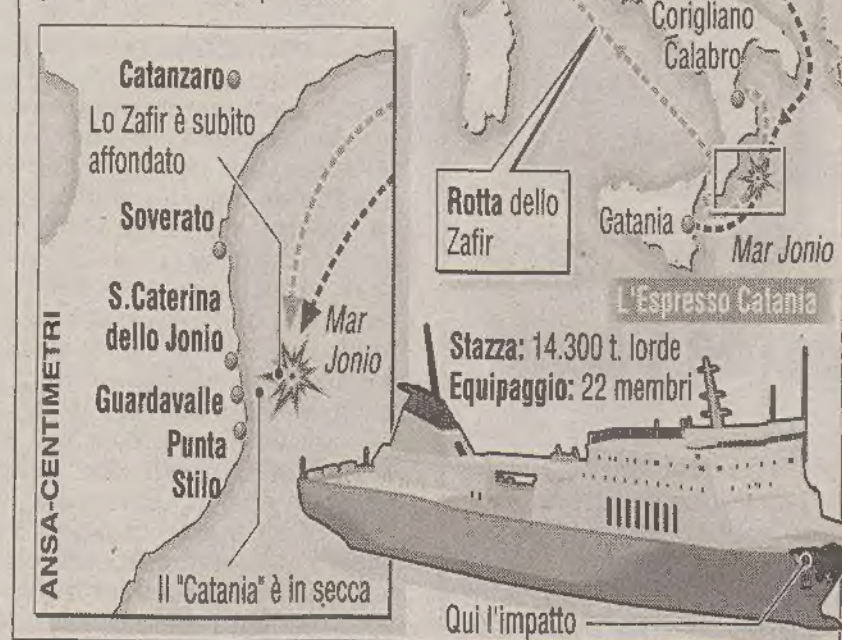 Catanzaro
Lo Zafir è subito
affondato
Soverato
S.Caterina
dello Jonio
Guardavalle
Punta
Stilo
Mar
Jonio
Il "Catania" è in secca
ANSA-CENTIMETRI
Corigliano
Calabro
Rotta dello
Zafir
Catania
Mar Jonio
L'Espresso Catania
Stazza: 14.300 t. lorde
Equipaggio: 22 membri
Qui l'impatto